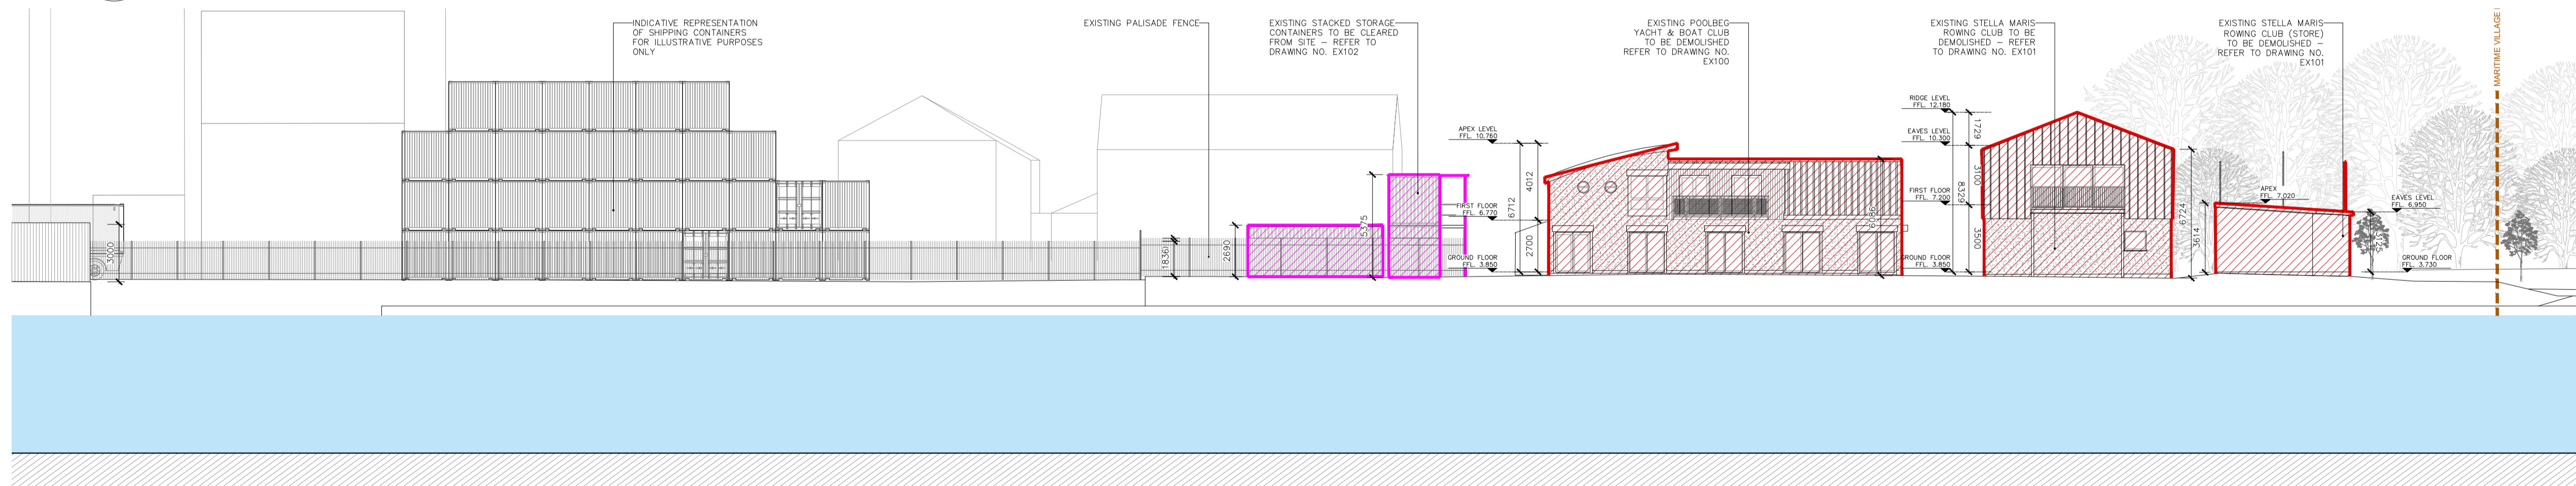 INDICATIVE REPRESENTATION
OF SHIPPING CONTAINERS
FOR ILLUSTRATIVE PURPOSES
ONLY
EXISTING PALISADE FENCE
EXISTING STACKED STORAGE
CONTAINERS TO BE CLEARED
FROM SITE – REFER TO
DRAWING NO. EX102
EXISTING POOLBEG
YACHT & BOAT CLUB
TO BE DEMOLISHED
REFER TO DRAWING NO.
EX100
EXISTING STELLA MARIS
ROWING CLUB TO BE
DEMOLISHED – REFER
TO DRAWING NO. EX101
EXISTING STELLA MARIS
ROWING CLUB (STORE)
TO BE DEMOLISHED –
REFER TO DRAWING NO.
EX101
MARITIME VILLAGE
3000
1836
2690
5375
APEX LEVEL
FFL. 10.760
FIRST FLOOR
FFL. 6.770
GROUND FLOOR
FFL. 3.850
6712
4012
2700
6086
RIDGE LEVEL
FFL. 12.180
EAVES LEVEL
FFL. 10.300
FIRST FLOOR
FFL. 7.200
GROUND FLOOR
FFL. 3.850
8329
1729
3100
3500
6724
3614
APEX
FFL. 7.020
3125
EAVES LEVEL
FFL. 6.950
GROUND FLOOR
FFL. 3.730